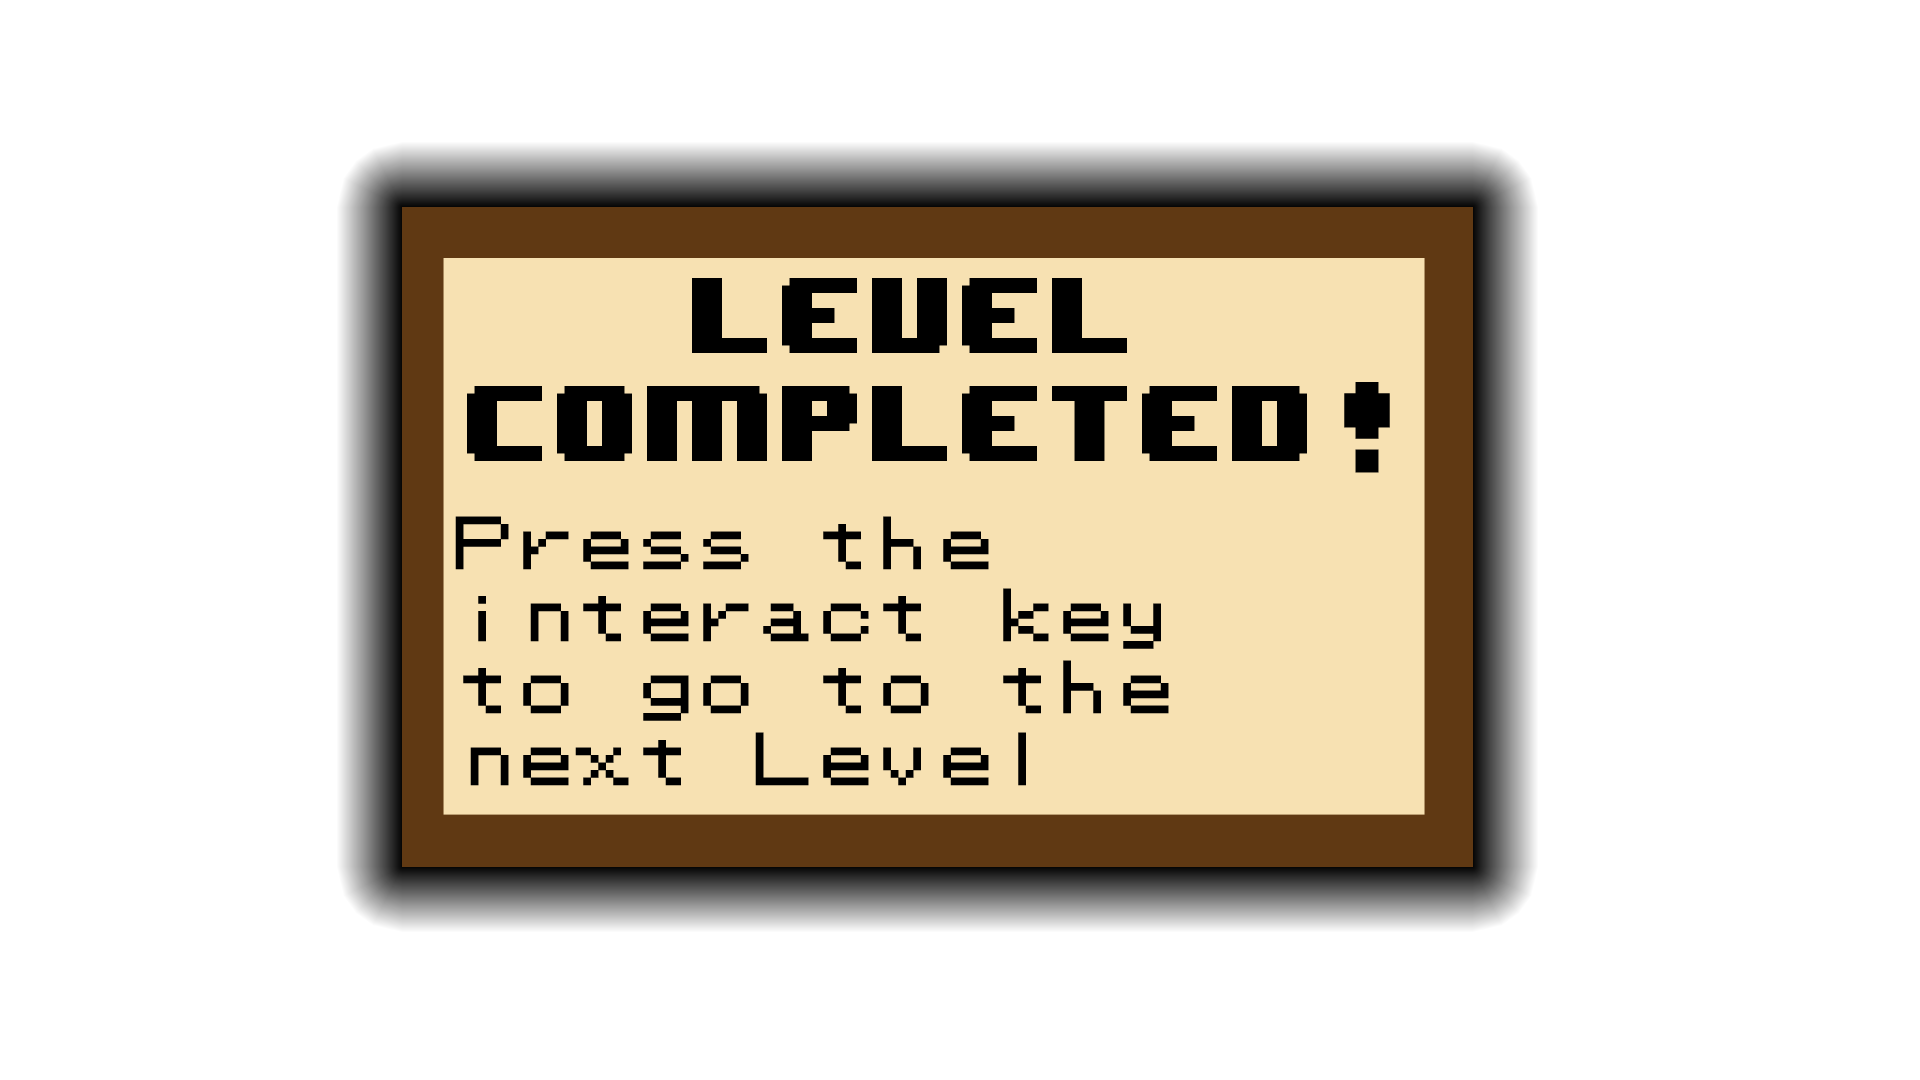 LEVEL
COMPLETED!
Press the
interact key
to go to the
next Level